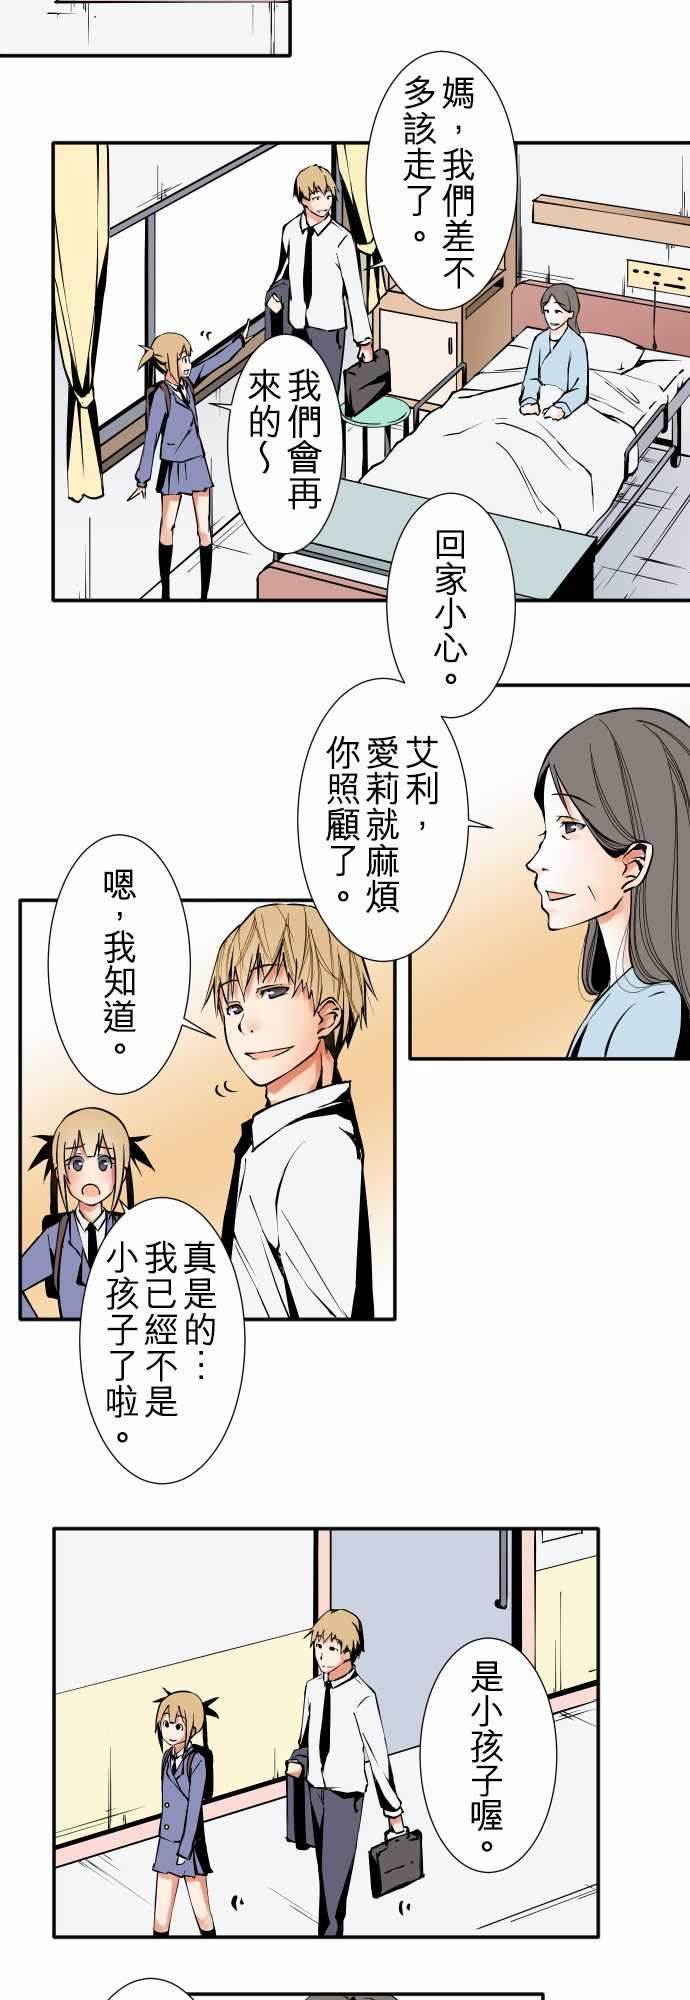 媽，我們差不
多該走了。
我們會再
來的～
回家小心。
艾利，
愛莉就麻煩
你照顧了。
嗯，我知道。
真是的…
我已經不是
小孩子了啦。
是小孩子喔。